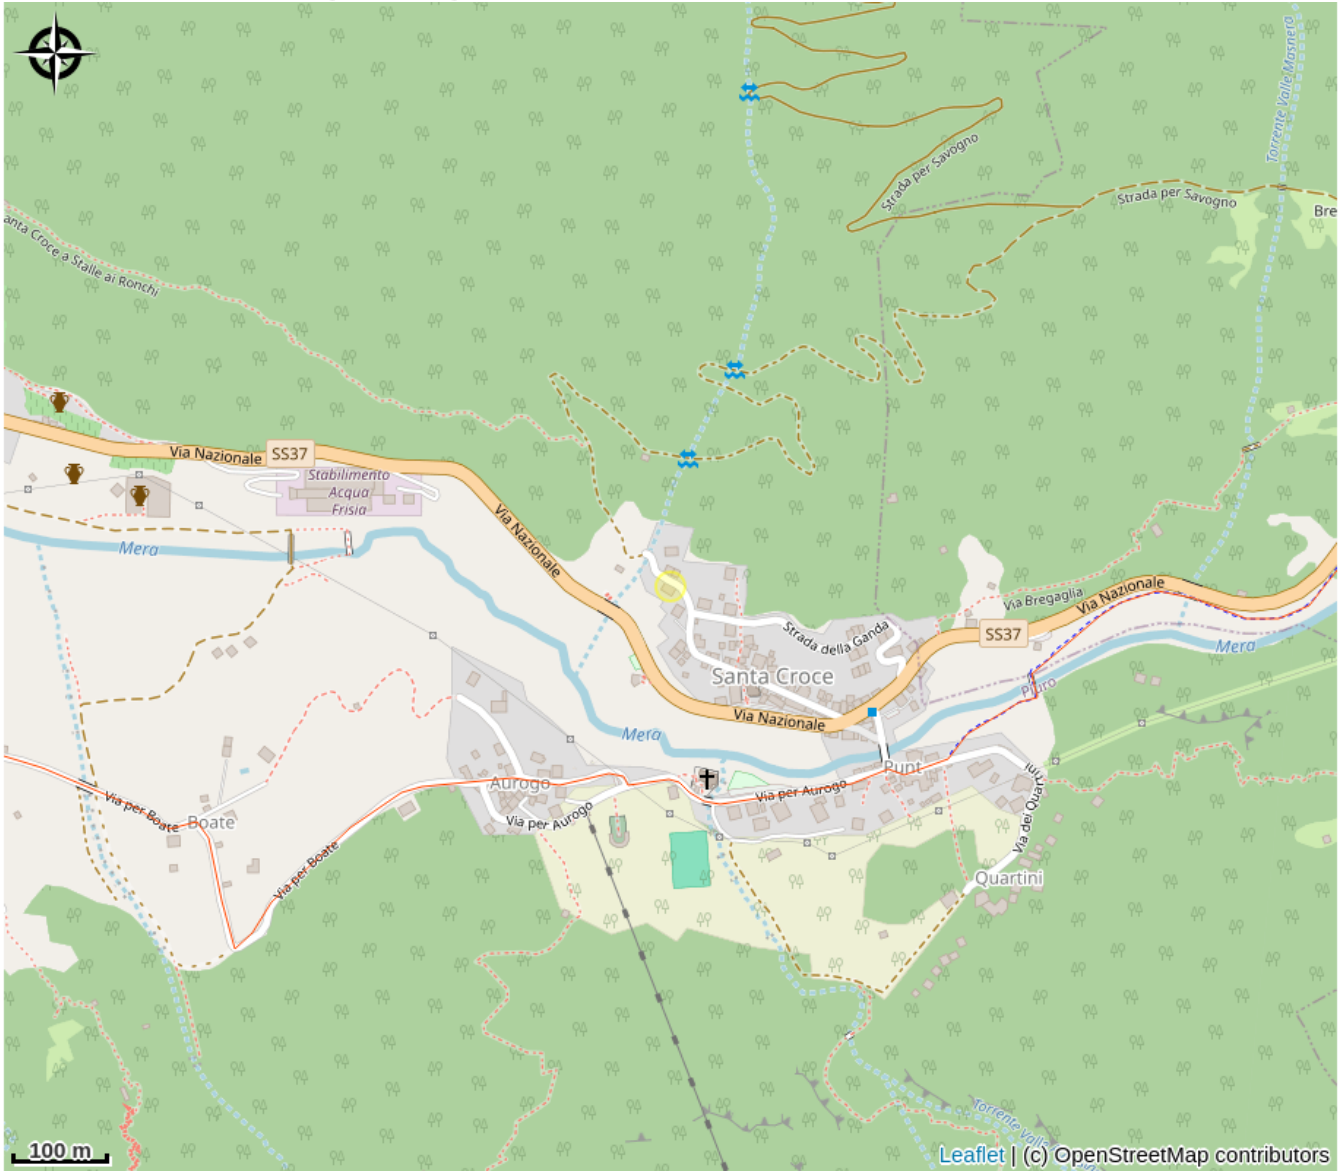 Torrente Valle Masnera
Strada per Savogno
Strada per Savogno
Bre
anta Croce a Stalle ai Ronchi
Via Nazionale
SS37
Stabilimento
Acqua
Frisia
Via Nazionale
Mera
Via Bregaglia
Via Nazionale
SS37
Strada della Ganda
Mera
Santa Croce
Piuro
Via Nazionale
Mera
Punt
Aurogo
Via per Aurogo
Via per Boate
Boate
Via per Aurogo
Via dei Quartini
Via per Boate
Quartini
Torrente Valle
100 m
Leaflet | (c) OpenStreetMap contributors